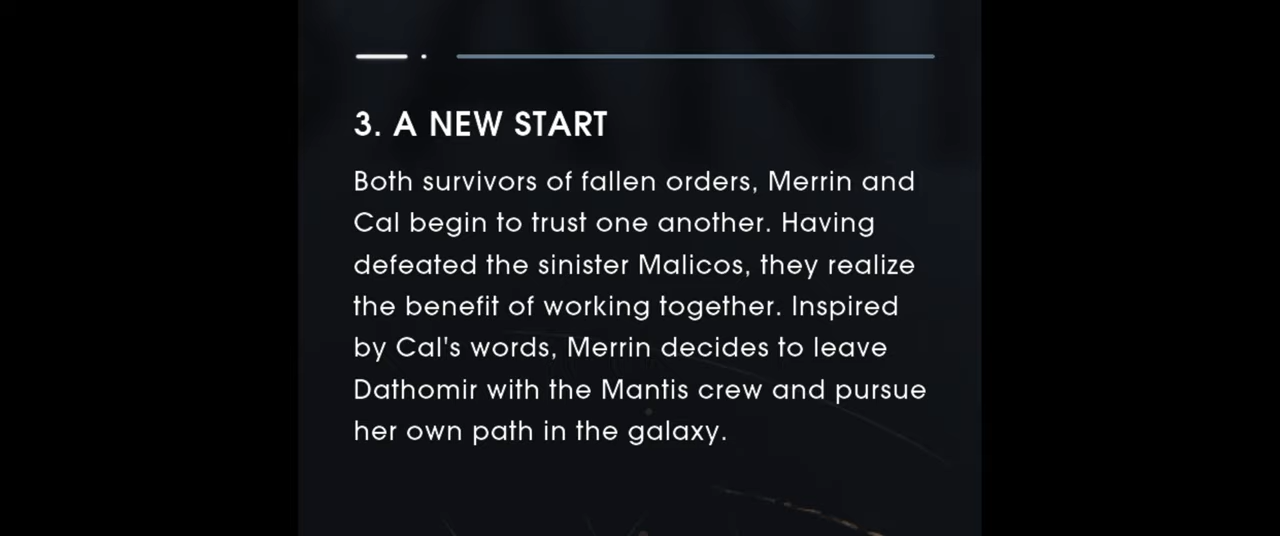 3. A NEW START
Both survivors of fallen orders, Merrin and
Cal begin to trust one another. Having
defeated the sinister Malicos, they realize
the benefit of working together. Inspired
by Cal's words, Merrin decides to leave
Dathomir with the Mantis crew and pursue
her own path in the galaxy.